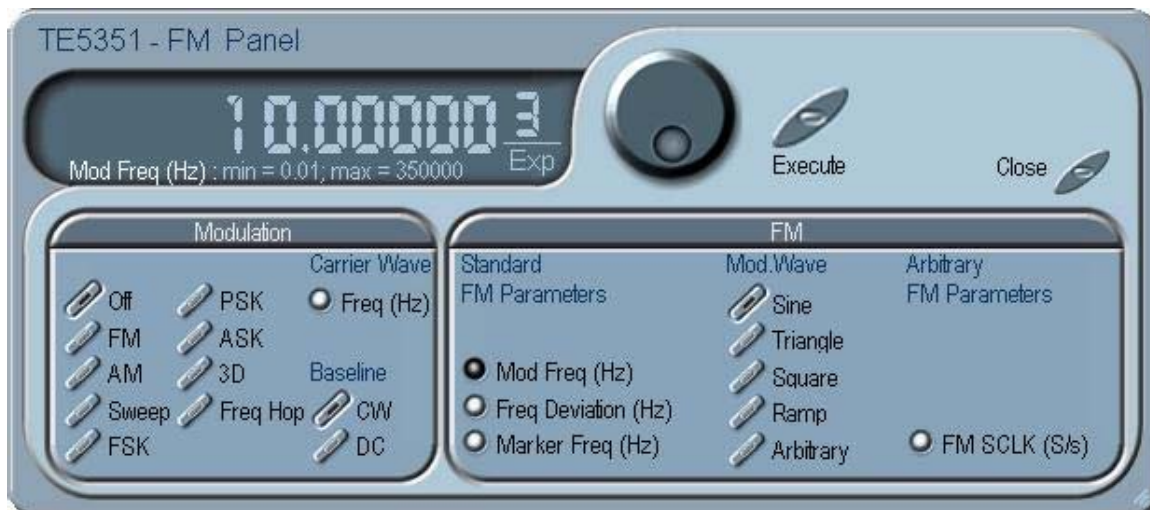 TE5351 - FM Panel
10.00000 3
Exp
Mod Freq (Hz) : min = 0.01; max = 350000
Execute
Close
Modulation
Carrier Wave
Off
PSK
Freq (Hz)
FM
ASK
AM
3D
Baseline
Sweep
Freq Hop
CW
FSK
DC
FM
Standard
FM Parameters
Mod Freq (Hz)
Freq Deviation (Hz)
Marker Freq (Hz)
Mod.Wave
Sine
Triangle
Square
Ramp
Arbitrary
Arbitrary
FM Parameters
FM SCLK (S/s)